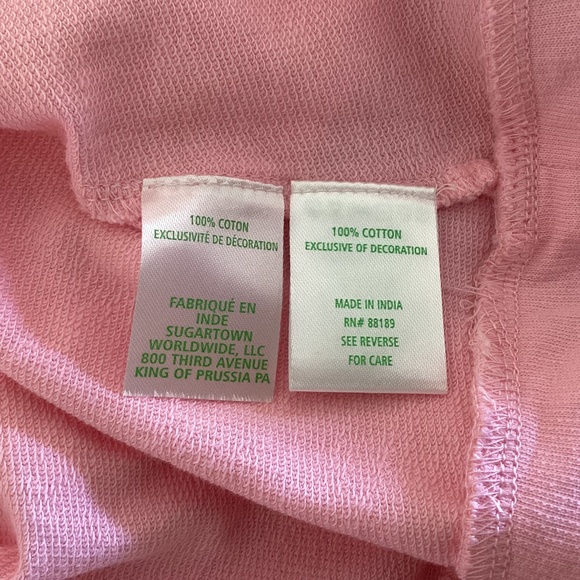 100% COTON
EXCLUSIVITÉ DE DÉCORATION
FABRIQUÉ EN
INDE
SUGARTOWN
WORLDWIDE, LLC
800 THIRD AVENUE
KING OF PRUSSIA PA
100% COTTON
EXCLUSIVE OF DECORATION
MADE IN INDIA
RN# 88189
SEE REVERSE
FOR CARE